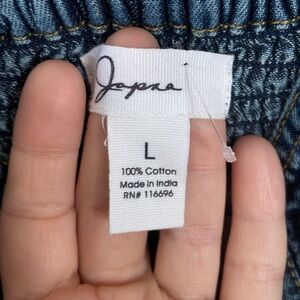 Japna
L
100% Cotton
Made in India
RN# 116696